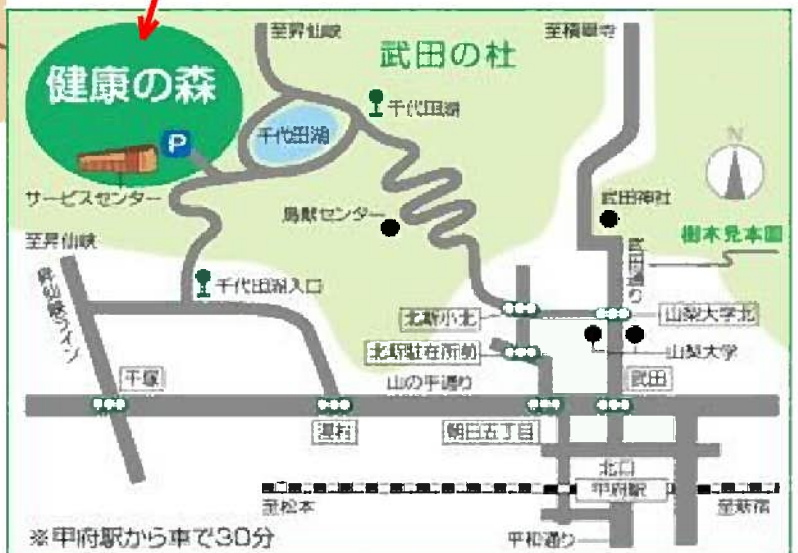 至昇仙峡
武田の杜
至積翠寺
健康の森
千代田湖
千代田湖
N
P
サービスセンター
鳥獣センター
武田神社
至昇仙峡
樹木見本園
武田通り
昇仙峡ライン
千代田湖入口
北新小北
山梨大学北
北新駐在所前
山梨大学
千塚
山の手通り
武田
湯村
朝日五丁目
北口
甲府駅
至松本
至新宿
※甲府駅から車で30分
平和通り